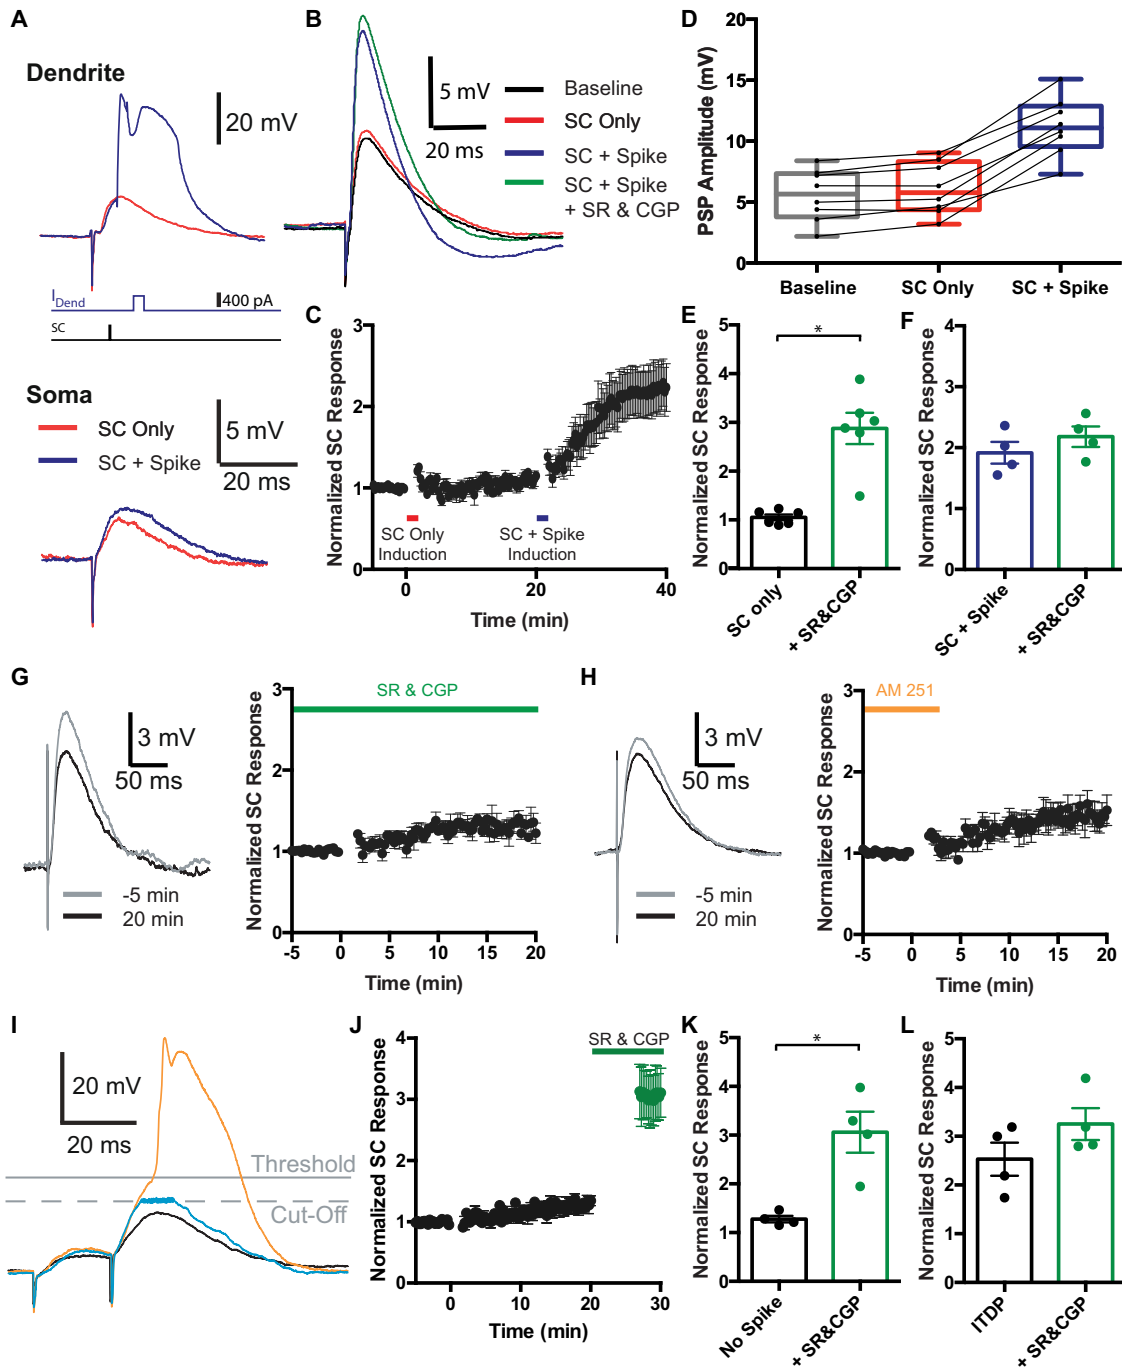 A
Dendrite
20 mV
I Dend
400 pA
SC
Soma
SC Only
SC + Spike
5 mV
20 ms
B
5 mV
20 ms
Baseline
SC Only
SC + Spike
SC + Spike
+ SR & CGP
C
Normalized SC Response
3
2
1
0
SC Only
Induction
SC + Spike
Induction
0
20
40
Time (min)
D
PSP Amplitude (mV)
20
15
10
5
0
Baseline
SC Only
SC + Spike
E
Normalized SC Response
5
4
3
2
1
0
*
SC only
+ SR&CGP
F
Normalized SC Response
4
3
2
1
0
SC + Spike
+ SR&CGP
G
3 mV
50 ms
-5 min
20 min
Normalized SC Response
3
2
1
0
SR & CGP
-5
0
5
10
15
20
Time (min)
H
3 mV
50 ms
-5 min
20 min
Normalized SC Response
3
2
1
0
AM 251
-5
0
5
10
15
20
Time (min)
I
20 mV
20 ms
Threshold
Cut-Off
J
Normalized SC Response
4
3
2
1
0
SR & CGP
0
10
20
30
Time (min)
K
Normalized SC Response
5
4
3
2
1
0
*
No Spike
+ SR&CGP
L
Normalized SC Response
5
4
3
2
1
0
ITDP
+ SR&CGP